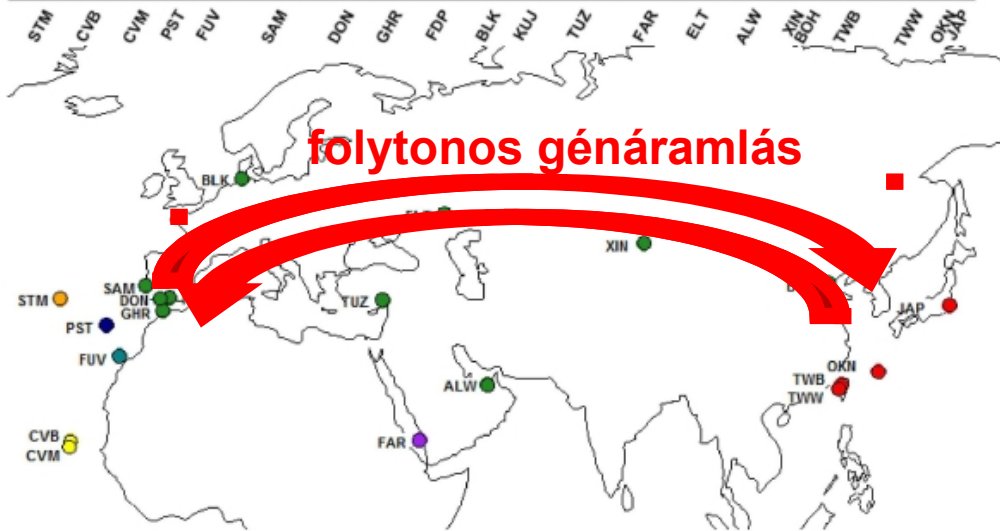 STM CVB CVM PST FUV SAM DON GHR FDP BLK KUJ TUZ FAR ELT ALW XIN BOH TWB TWW OKN JAP
folytonos génáramlás
BLK
XIN
SAM
STM
DON
TUZ
JAP
GHR
PST
FUV
OKN
TWB
ALW
TWW
CVB
FAR
CVM